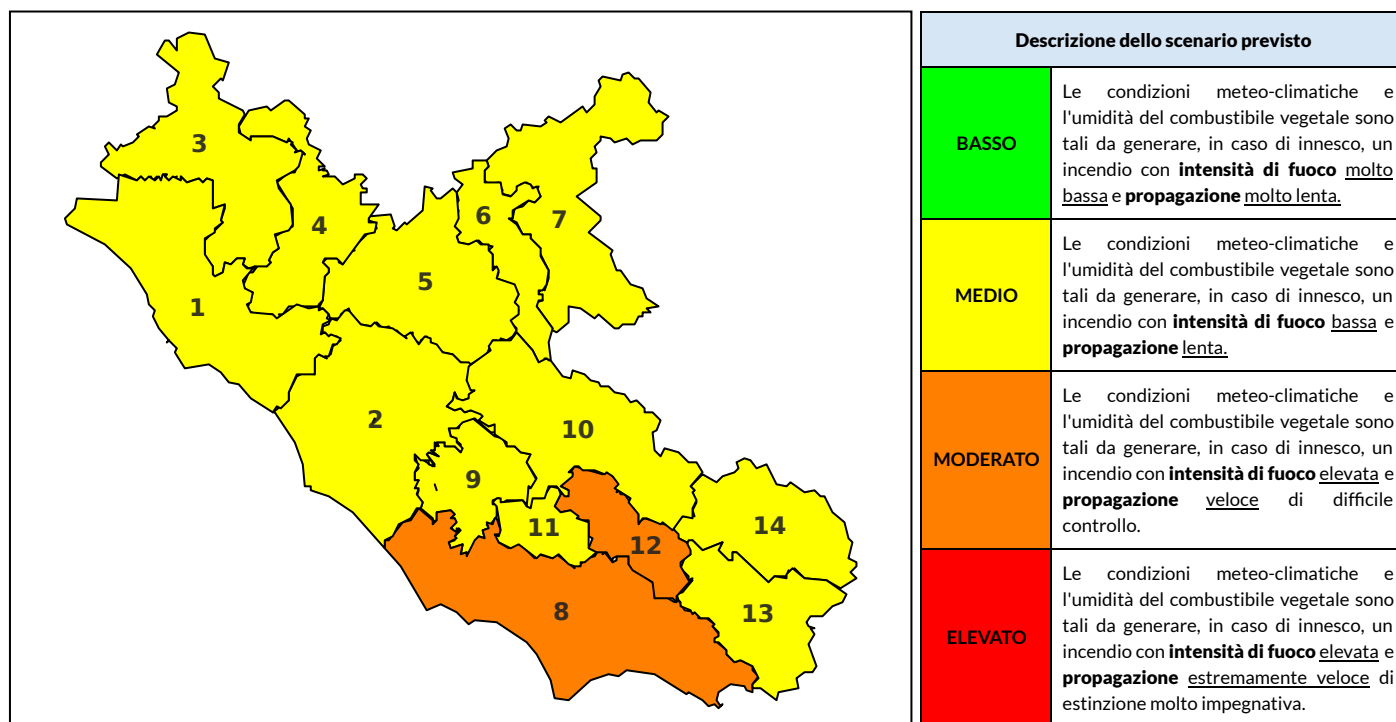 3
4
6
7
5
1
2
10
9
11
12
14
8
13
Descrizione dello scenario previsto
BASSO
Le condizioni meteo-climatiche e
l'umidità del combustibile vegetale sono
tali da generare, in caso di innesco, un
incendio con intensità di fuoco molto
bassa e propagazione molto lenta.
MEDIO
Le condizioni meteo-climatiche e
l'umidità del combustibile vegetale sono
tali da generare, in caso di innesco, un
incendio con intensità di fuoco bassa e
propagazione lenta.
MODERATO
Le condizioni meteo-climatiche e
l'umidità del combustibile vegetale sono
tali da generare, in caso di innesco, un
incendio con intensità di fuoco elevata e
propagazione veloce di difficile
controllo.
ELEVATO
Le condizioni meteo-climatiche e
l'umidità del combustibile vegetale sono
tali da generare, in caso di innesco, un
incendio con intensità di fuoco elevata e
propagazione estremamente veloce di
estinzione molto impegnativa.